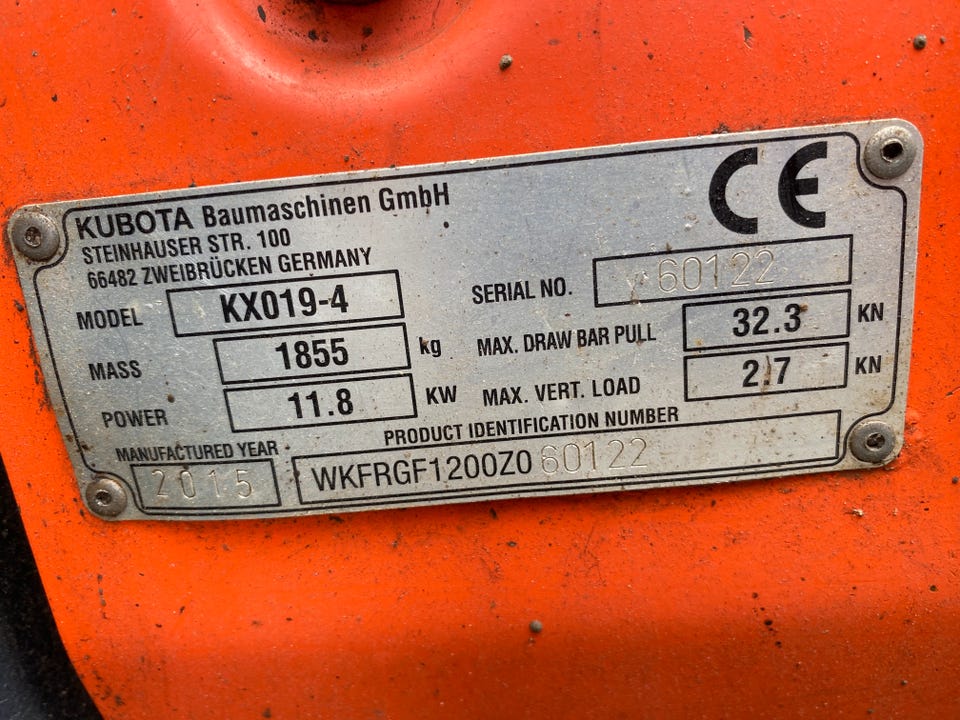 KUBOTA Baumaschinen GmbH
STEINHAUSER STR. 100
66482 ZWEIBRÜCKEN GERMANY
CE
MODEL KX019-4
SERIAL NO. 60122
MASS 1855 kg
MAX. DRAW BAR PULL 32.3 KN
POWER 11.8 KW
MAX. VERT. LOAD 2.7 KN
MANUFACTURED YEAR
2015
PRODUCT IDENTIFICATION NUMBER
WKFRGF1200Z060122